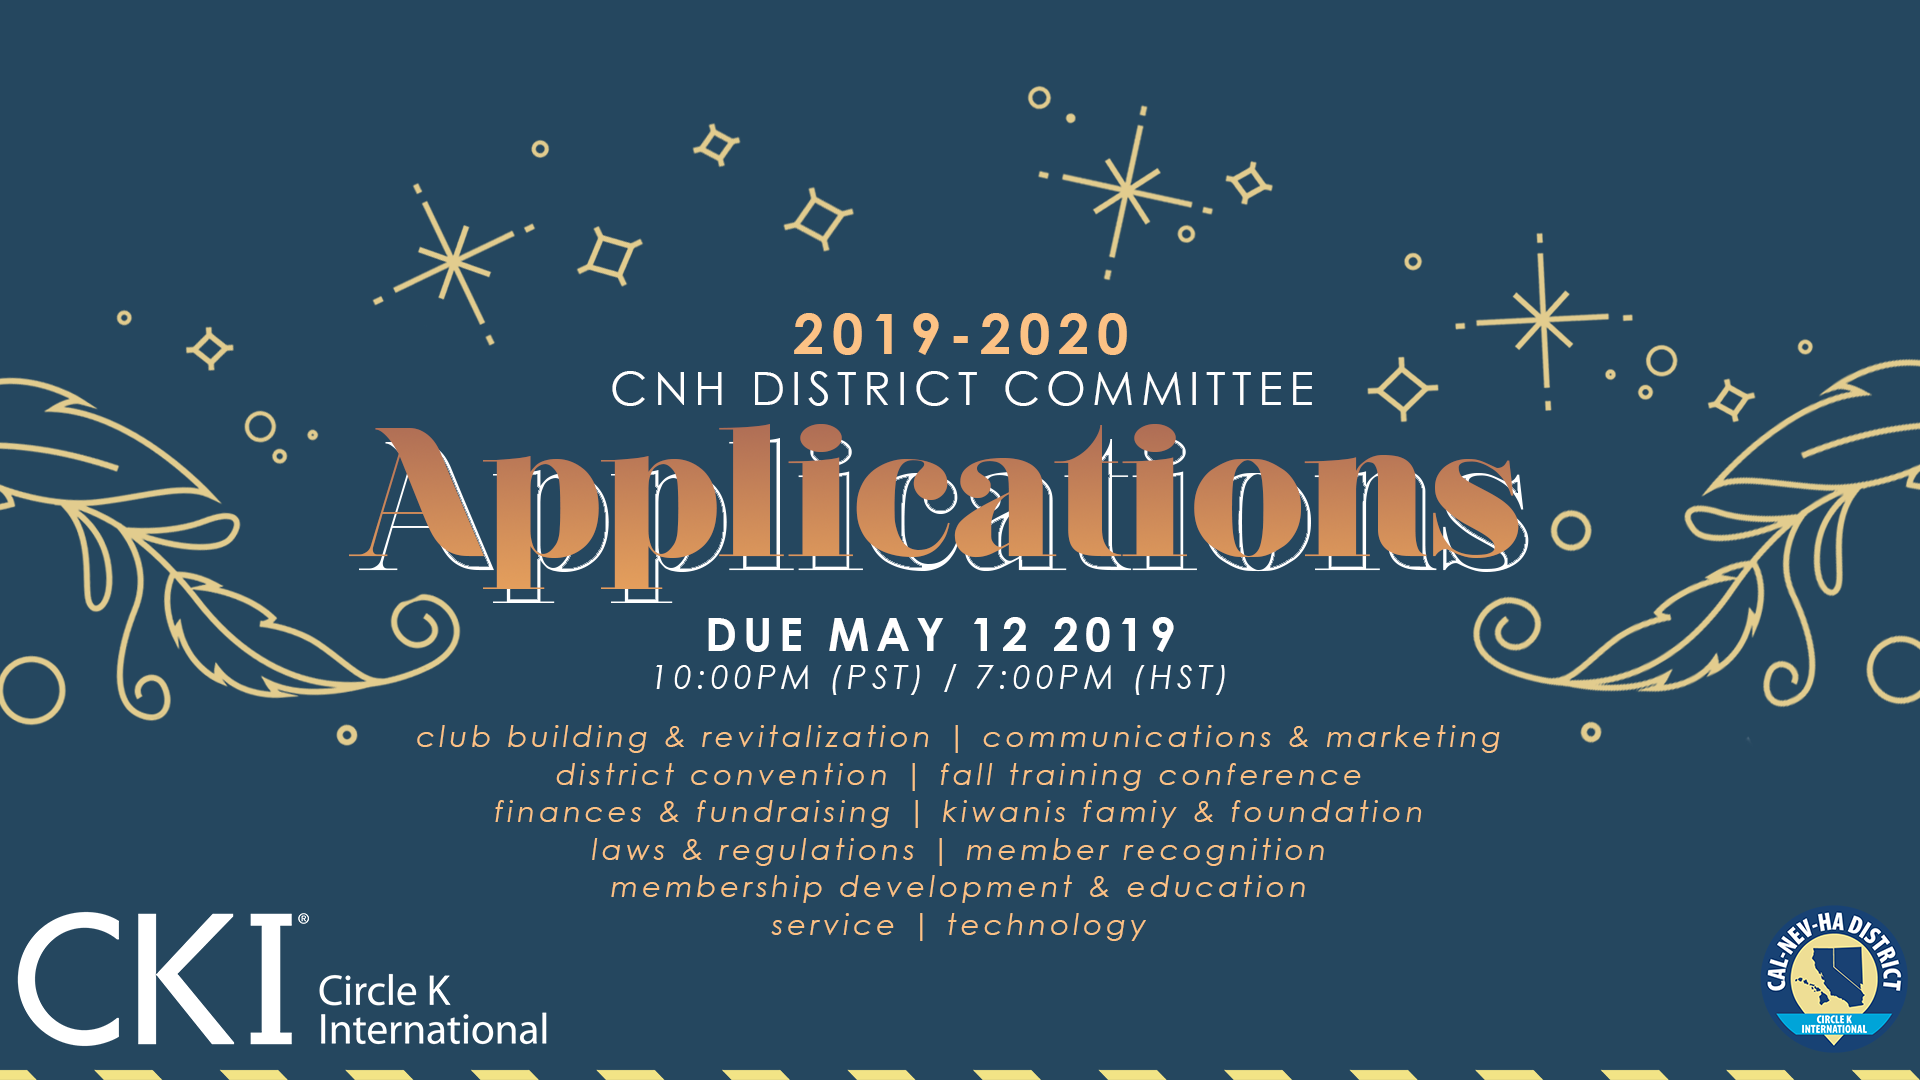 2019-2020
CNH DISTRICT COMMITTEE
Applications
DUE MAY 12 2019
10:00PM (PST) / 7:00PM (HST)
club building & revitalization | communications & marketing
district convention | fall training conference
finances & fundraising | kiwanis famiy & foundation
laws & regulations | member recognition
membership development & education
service | technology
CKI®
Circle K
International
CAL-NEV-HA DISTRICT
CIRCLE K
INTERNATIONAL